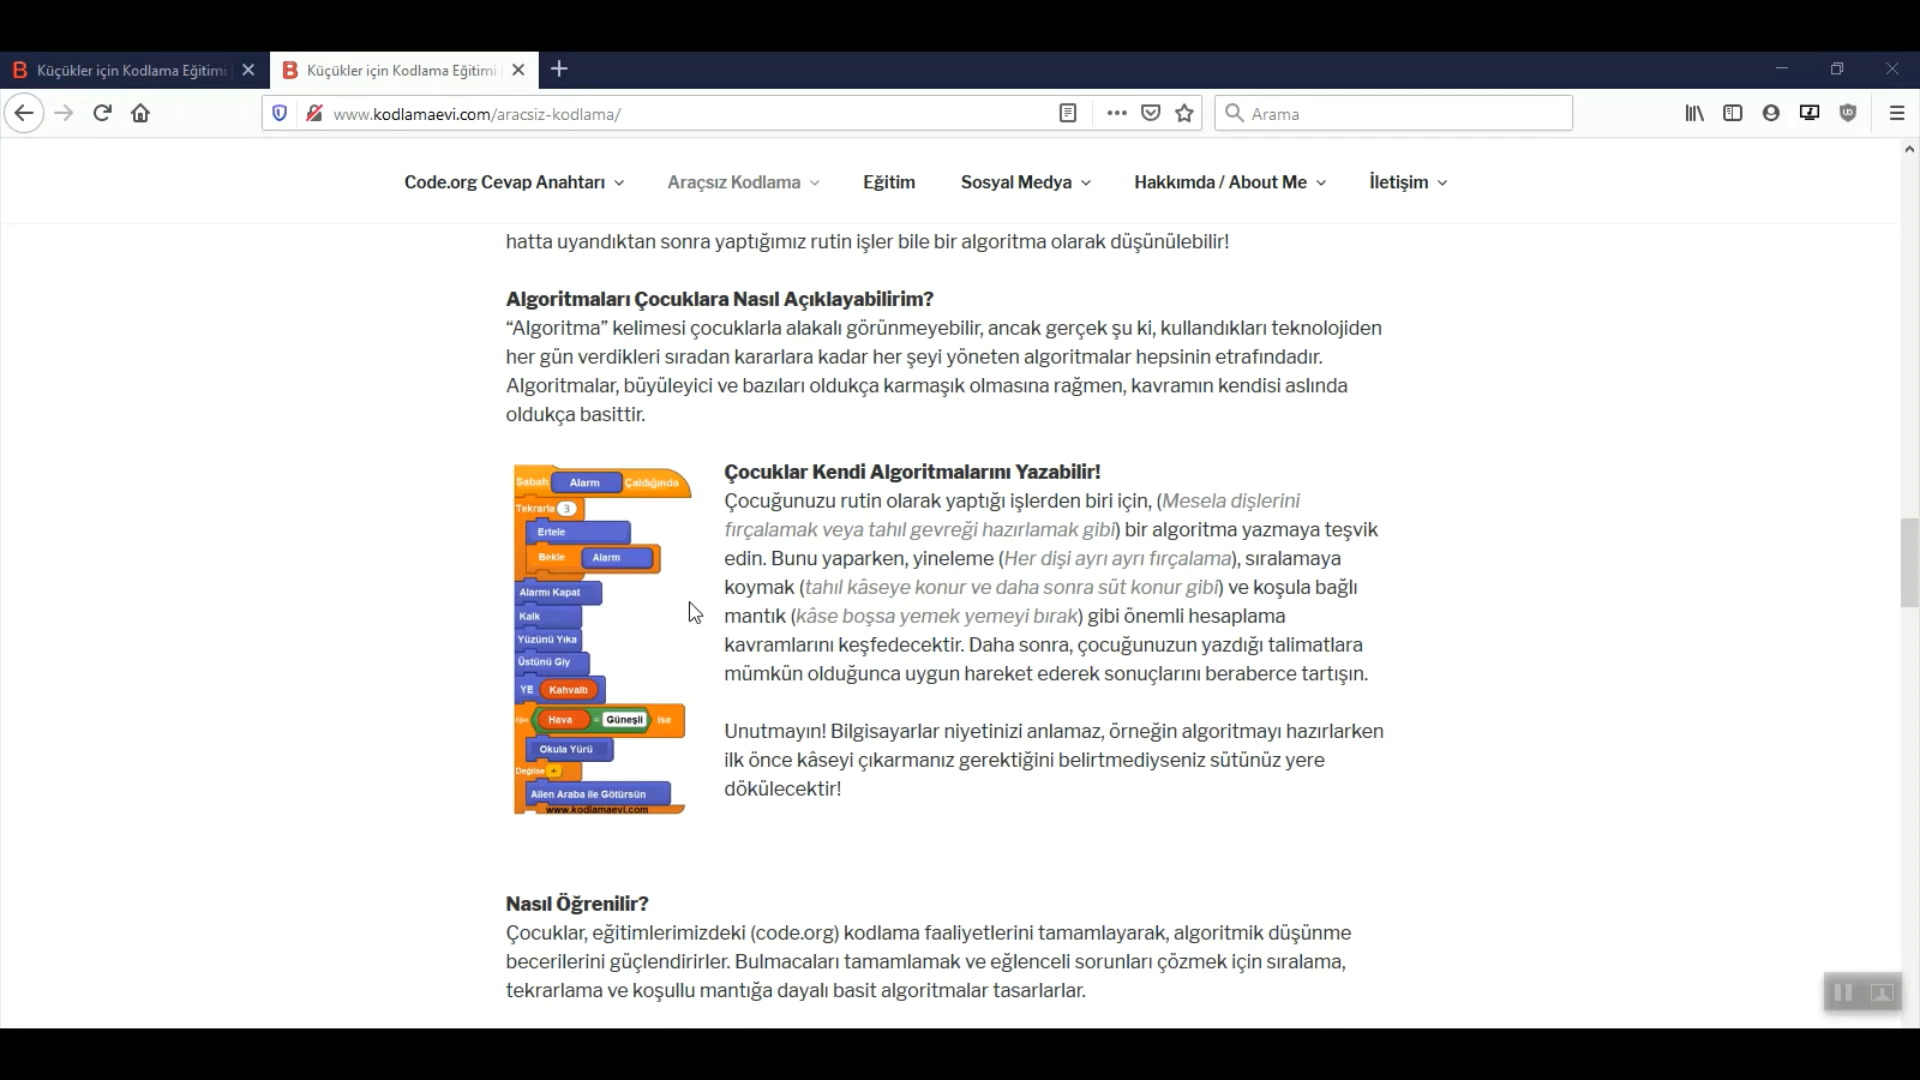 Küçükler için Kodlama Eğitimi
Küçükler için Kodlama Eğitimi
www.kodlamaevi.com/aracsiz-kodlama/
Arama
Code.org Cevap Anahtarı
Araçsız Kodlama
Eğitim
Sosyal Medya
Hakkımda / About Me
İletişim
hatta uyandıktan sonra yaptığımız rutin işler bile bir algoritma olarak düşünülebilir!
Algoritmaları Çocuklara Nasıl Açıklayabilirim?
“Algoritma” kelimesi çocuklarla alakalı görünmeyebilir, ancak gerçek şu ki, kullandıkları teknolojiden
her gün verdikleri sıradan kararlara kadar her şeyi yöneten algoritmalar hepsinin etrafındadır.
Algoritmalar, büyüleyici ve bazıları oldukça karmaşık olmasına rağmen, kavramın kendisi aslında
oldukça basittir.
Sabah Alarm Çaldığında
Tekrarla 3
Ertele
Bekle Alarm
Alarmı Kapat
Kalk
Yüzünü Yıka
Üstünü Giy
YE Kahvaltı
Hava = Güneşli ise
Okula Yürü
Değilse +
Ailen Araba ile Götürsün
www.kodlamaevi.com
Çocuklar Kendi Algoritmalarını Yazabilir!
Çocuğunuzu rutin olarak yaptığı işlerden biri için, (Mesela dişlerini
fırçalamak veya tahıl gevreği hazırlamak gibi) bir algoritma yazmaya teşvik
edin. Bunu yaparken, yineleme (Her dişi ayrı ayrı fırçalama), sıralamaya
koymak (tahıl kâseye konur ve daha sonra süt konur gibi) ve koşula bağlı
mantık (kâse boşsa yemek yemeyi bırak) gibi önemli hesaplama
kavramlarını keşfedecektir. Daha sonra, çocuğunuzun yazdığı talimatlara
mümkün olduğunca uygun hareket ederek sonuçlarını beraberce tartışın.
Unutmayın! Bilgisayarlar niyetinizi anlamaz, örneğin algoritmayı hazırlarken
ilk önce kâseyi çıkarmanız gerektiğini belirtmediyseniz sütünüz yere
dökülecektir!
Nasıl Öğrenilir?
Çocuklar, eğitimlerimizdeki (code.org) kodlama faaliyetlerini tamamlayarak, algoritmik düşünme
becerilerini güçlendirirler. Bulmacaları tamamlamak ve eğlenceli sorunları çözmek için sıralama,
tekrarlama ve koşullu mantığa dayalı basit algoritmalar tasarlarlar.